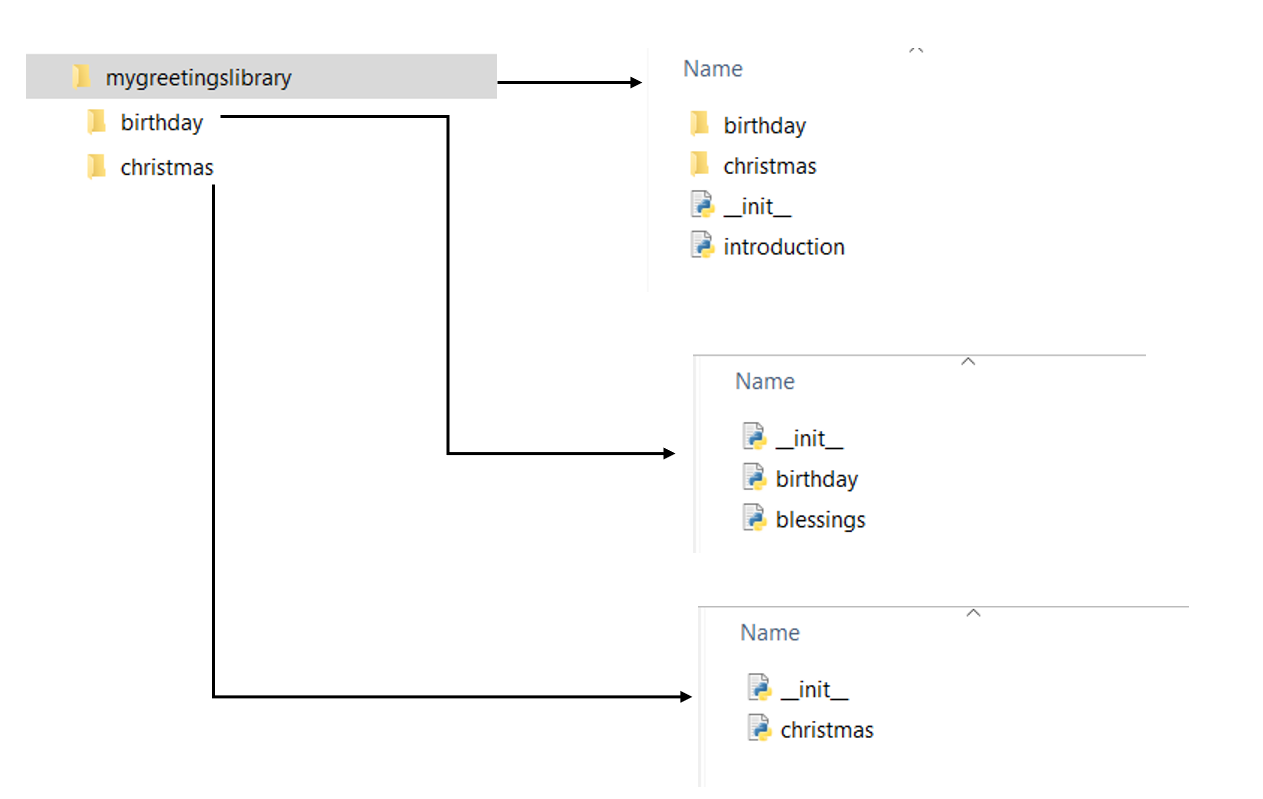 mygreetingslibrary
birthday
christmas
Name
birthday
christmas
__init__
introduction
Name
__init__
birthday
blessings
Name
__init__
christmas